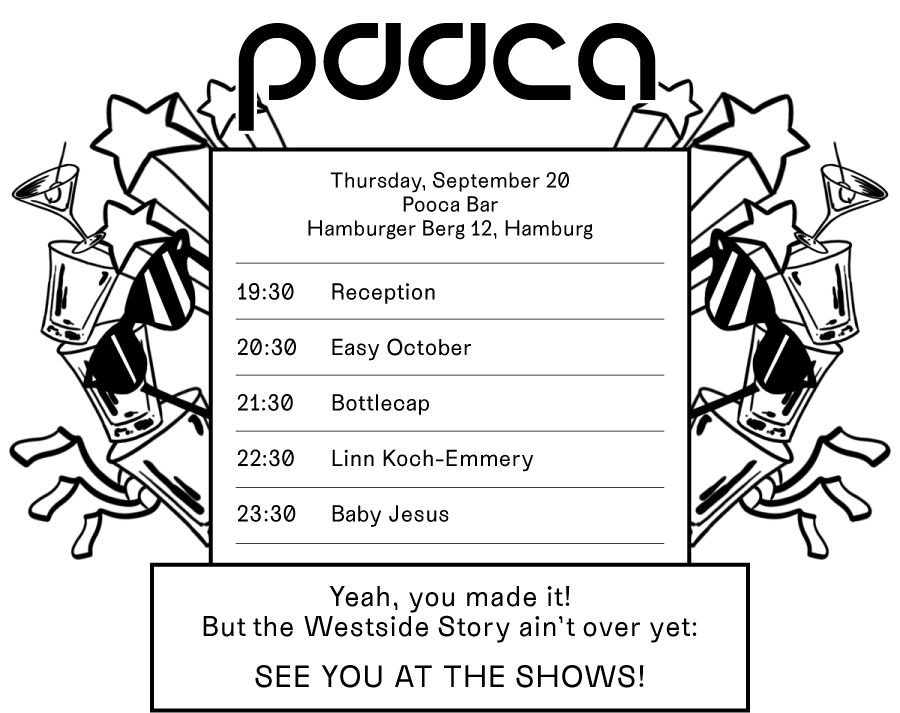 pooca
Thursday, September 20
Pooca Bar
Hamburger Berg 12, Hamburg
19:30 Reception
20:30 Easy October
21:30 Bottlecap
22:30 Linn Koch-Emmery
23:30 Baby Jesus
Yeah, you made it!
But the Westside Story ain't over yet:
SEE YOU AT THE SHOWS!